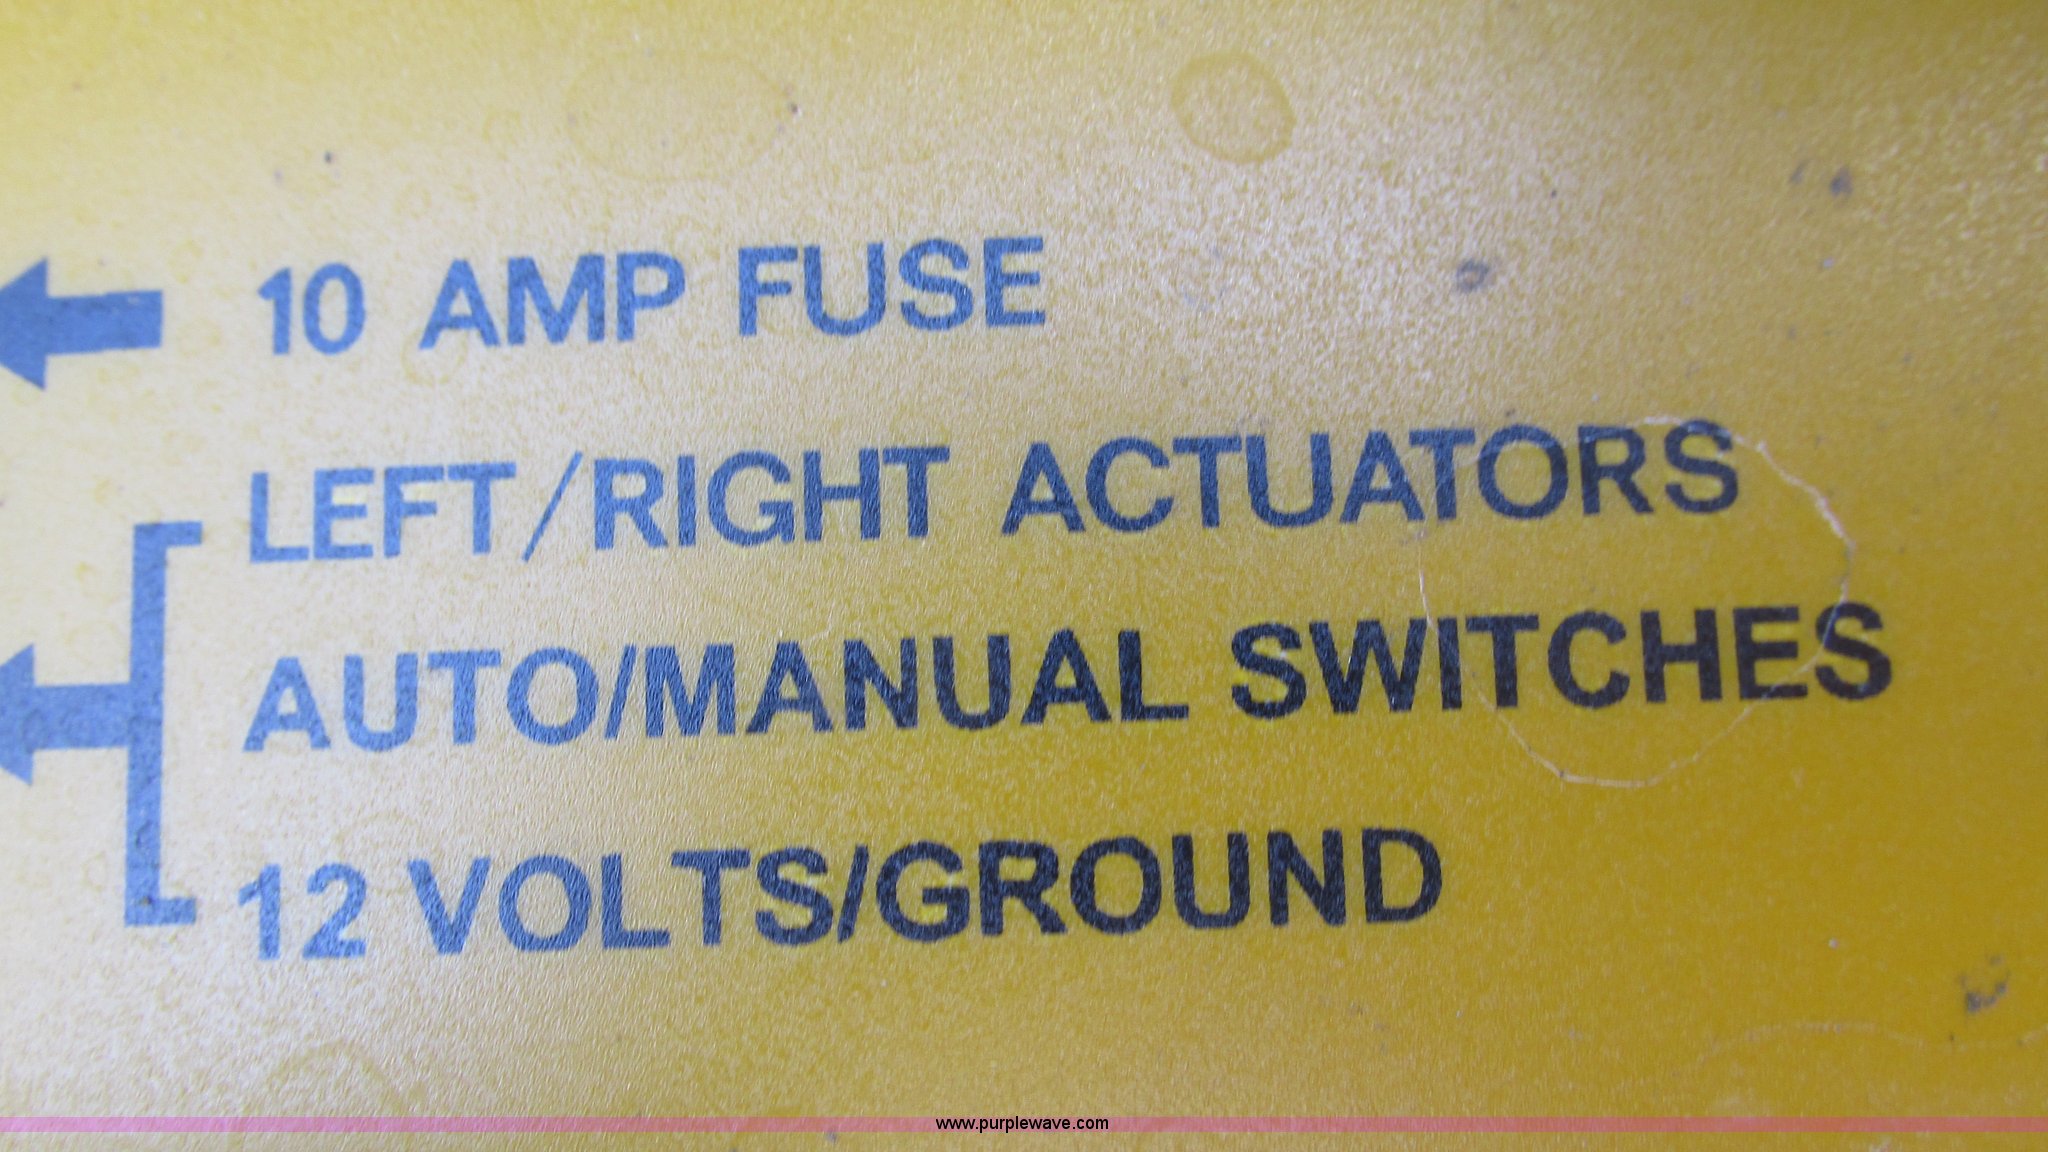 10 AMP FUSE
LEFT/RIGHT ACTUATORS
AUTO/MANUAL SWITCHES
12 VOLTS/GROUND
www.purplewave.com